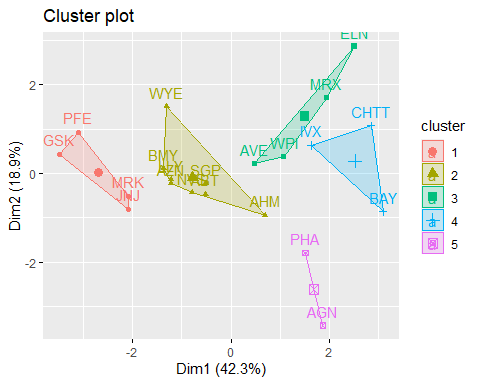 Cluster plot
ELN
MRX
WYE
CHTT
PFE
IVX
GSK
AVE
WPI
BMY
AZN
SGP
MRK
JNJ
AHM
BAY
PHA
AGN
2
0
-2
-2
0
2
Dim2 (18.9%)
Dim1 (42.3%)
cluster
1
2
3
4
5